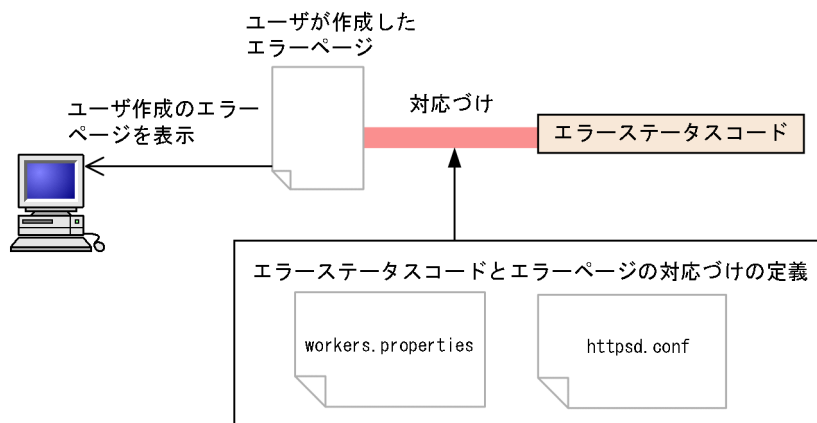 ユーザが作成した
エラーページ
ユーザ作成のエラー
ページを表示
対応づけ
エラーステータスコード
エラーステータスコードとエラーページの対応づけの定義
workers.properties
httpsd.conf